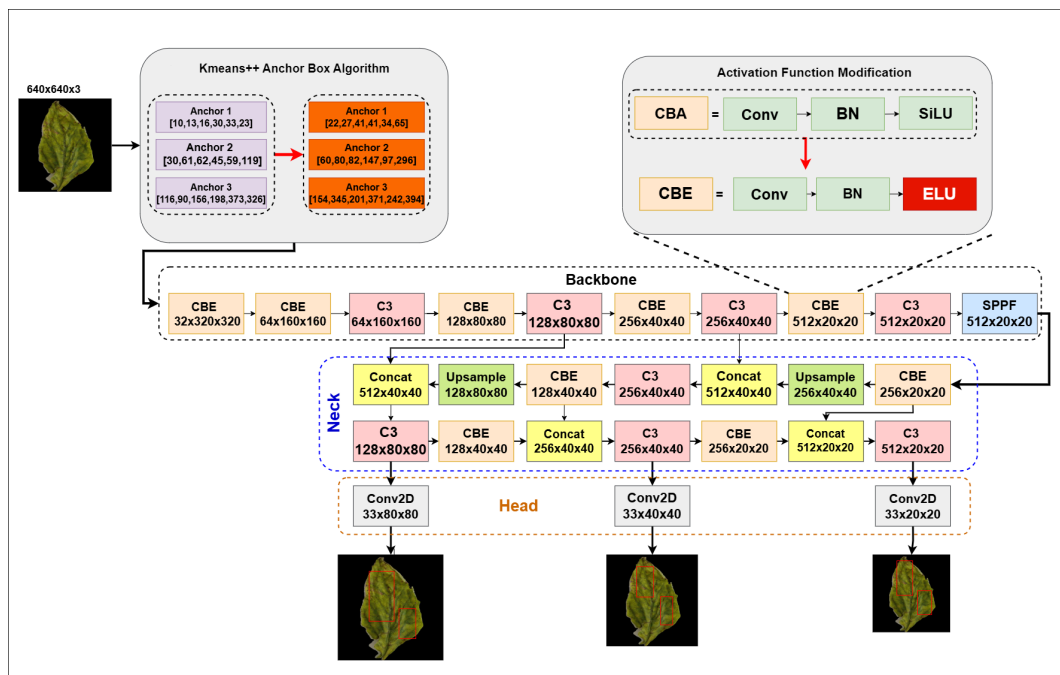 640x640x3
Kmeans++ Anchor Box Algorithm
Anchor 1
[10,13,16,30,33,23]
Anchor 2
[30,61,62,45,59,119]
Anchor 3
[116,90,156,198,373,326]
Anchor 1
[22,27,41,41,34,65]
Anchor 2
[60,80,82,147,97,296]
Anchor 3
[154,345,201,371,242,394]
Activation Function Modification
CBA = Conv BN SiLU
CBE = Conv BN ELU
Backbone
CBE
32x320x320
CBE
64x160x160
C3
64x160x160
CBE
128x80x80
C3
128x80x80
CBE
256x40x40
C3
256x40x40
CBE
512x20x20
C3
512x20x20
SPPF
512x20x20
Neck
Concat
512x40x40
Upsample
128x80x80
CBE
128x40x40
C3
256x40x40
Concat
512x40x40
Upsample
256x40x40
CBE
256x20x20
C3
128x80x80
CBE
128x40x40
Concat
256x40x40
C3
256x40x40
CBE
256x20x20
Concat
512x20x20
C3
512x20x20
Head
Conv2D
33x80x80
Conv2D
33x40x40
Conv2D
33x20x20